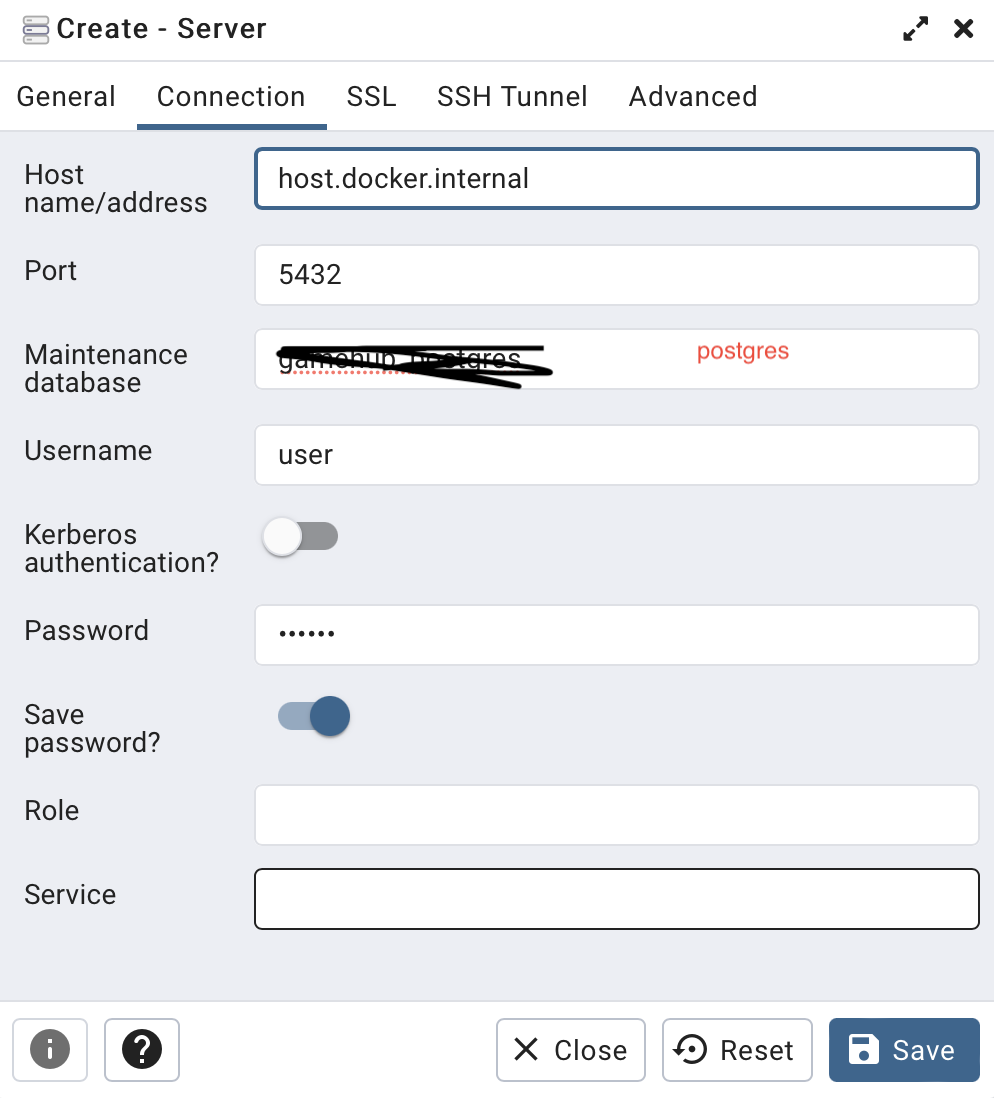 Create - Server
General Connection SSL SSH Tunnel Advanced
Host
name/address
host.docker.internal
Port
5432
Maintenance
database
gamehub_postgres
postgres
Username
user
Kerberos
authentication?
Password
••••••
Save
password?
Role
Service
Close Reset Save